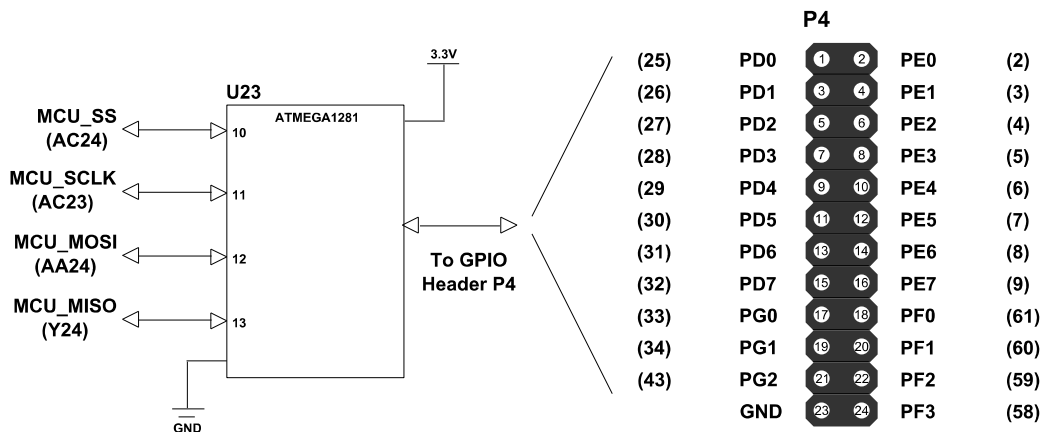 P4
3.3V
U23
ATMEGA1281
MCU_SS
(AC24)
10
MCU_SCLK
(AC23)
11
MCU_MOSI
(AA24)
12
MCU_MISO
(Y24)
13
GND
To GPIO
Header P4
(25) PD0 1 2 PE0 (2)
(26) PD1 3 4 PE1 (3)
(27) PD2 5 6 PE2 (4)
(28) PD3 7 8 PE3 (5)
(29 PD4 9 10 PE4 (6)
(30) PD5 11 12 PE5 (7)
(31) PD6 13 14 PE6 (8)
(32) PD7 15 16 PE7 (9)
(33) PG0 17 18 PF0 (61)
(34) PG1 19 20 PF1 (60)
(43) PG2 21 22 PF2 (59)
GND 23 24 PF3 (58)